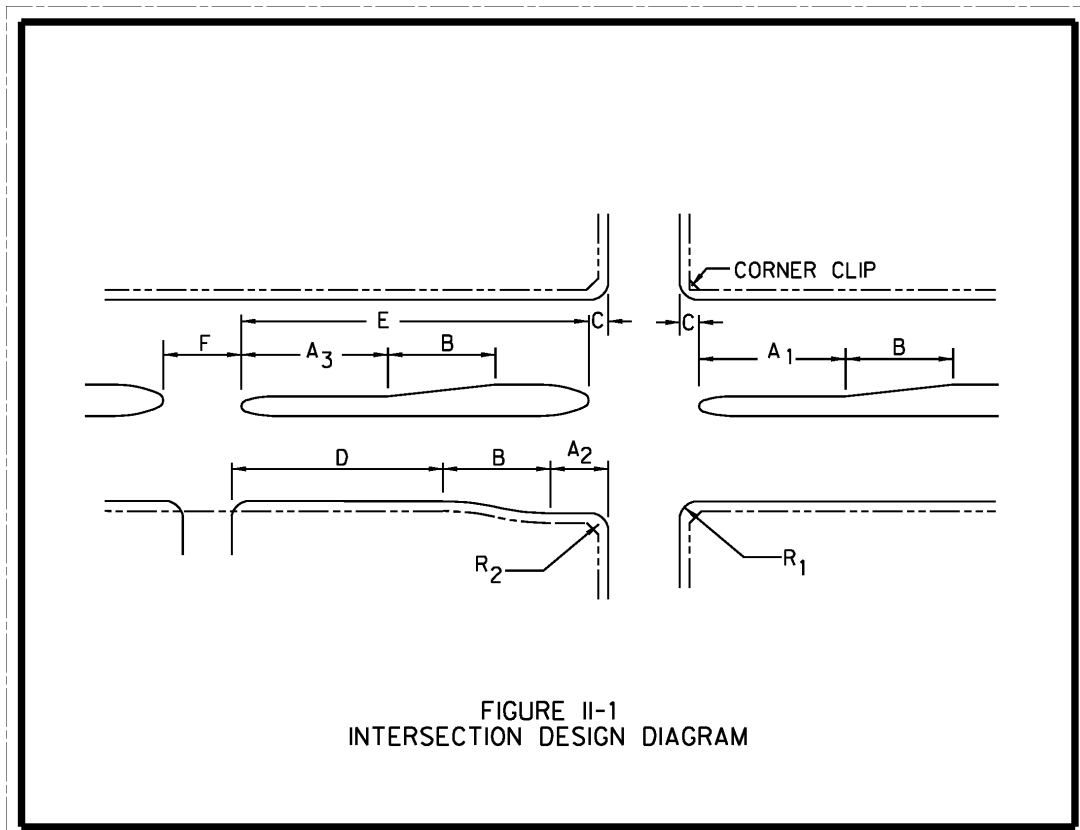 CORNER CLIP
E
C
C
F
A3
B
A1
B
D
B
A2
R2
R1
FIGURE II-1
INTERSECTION DESIGN DIAGRAM